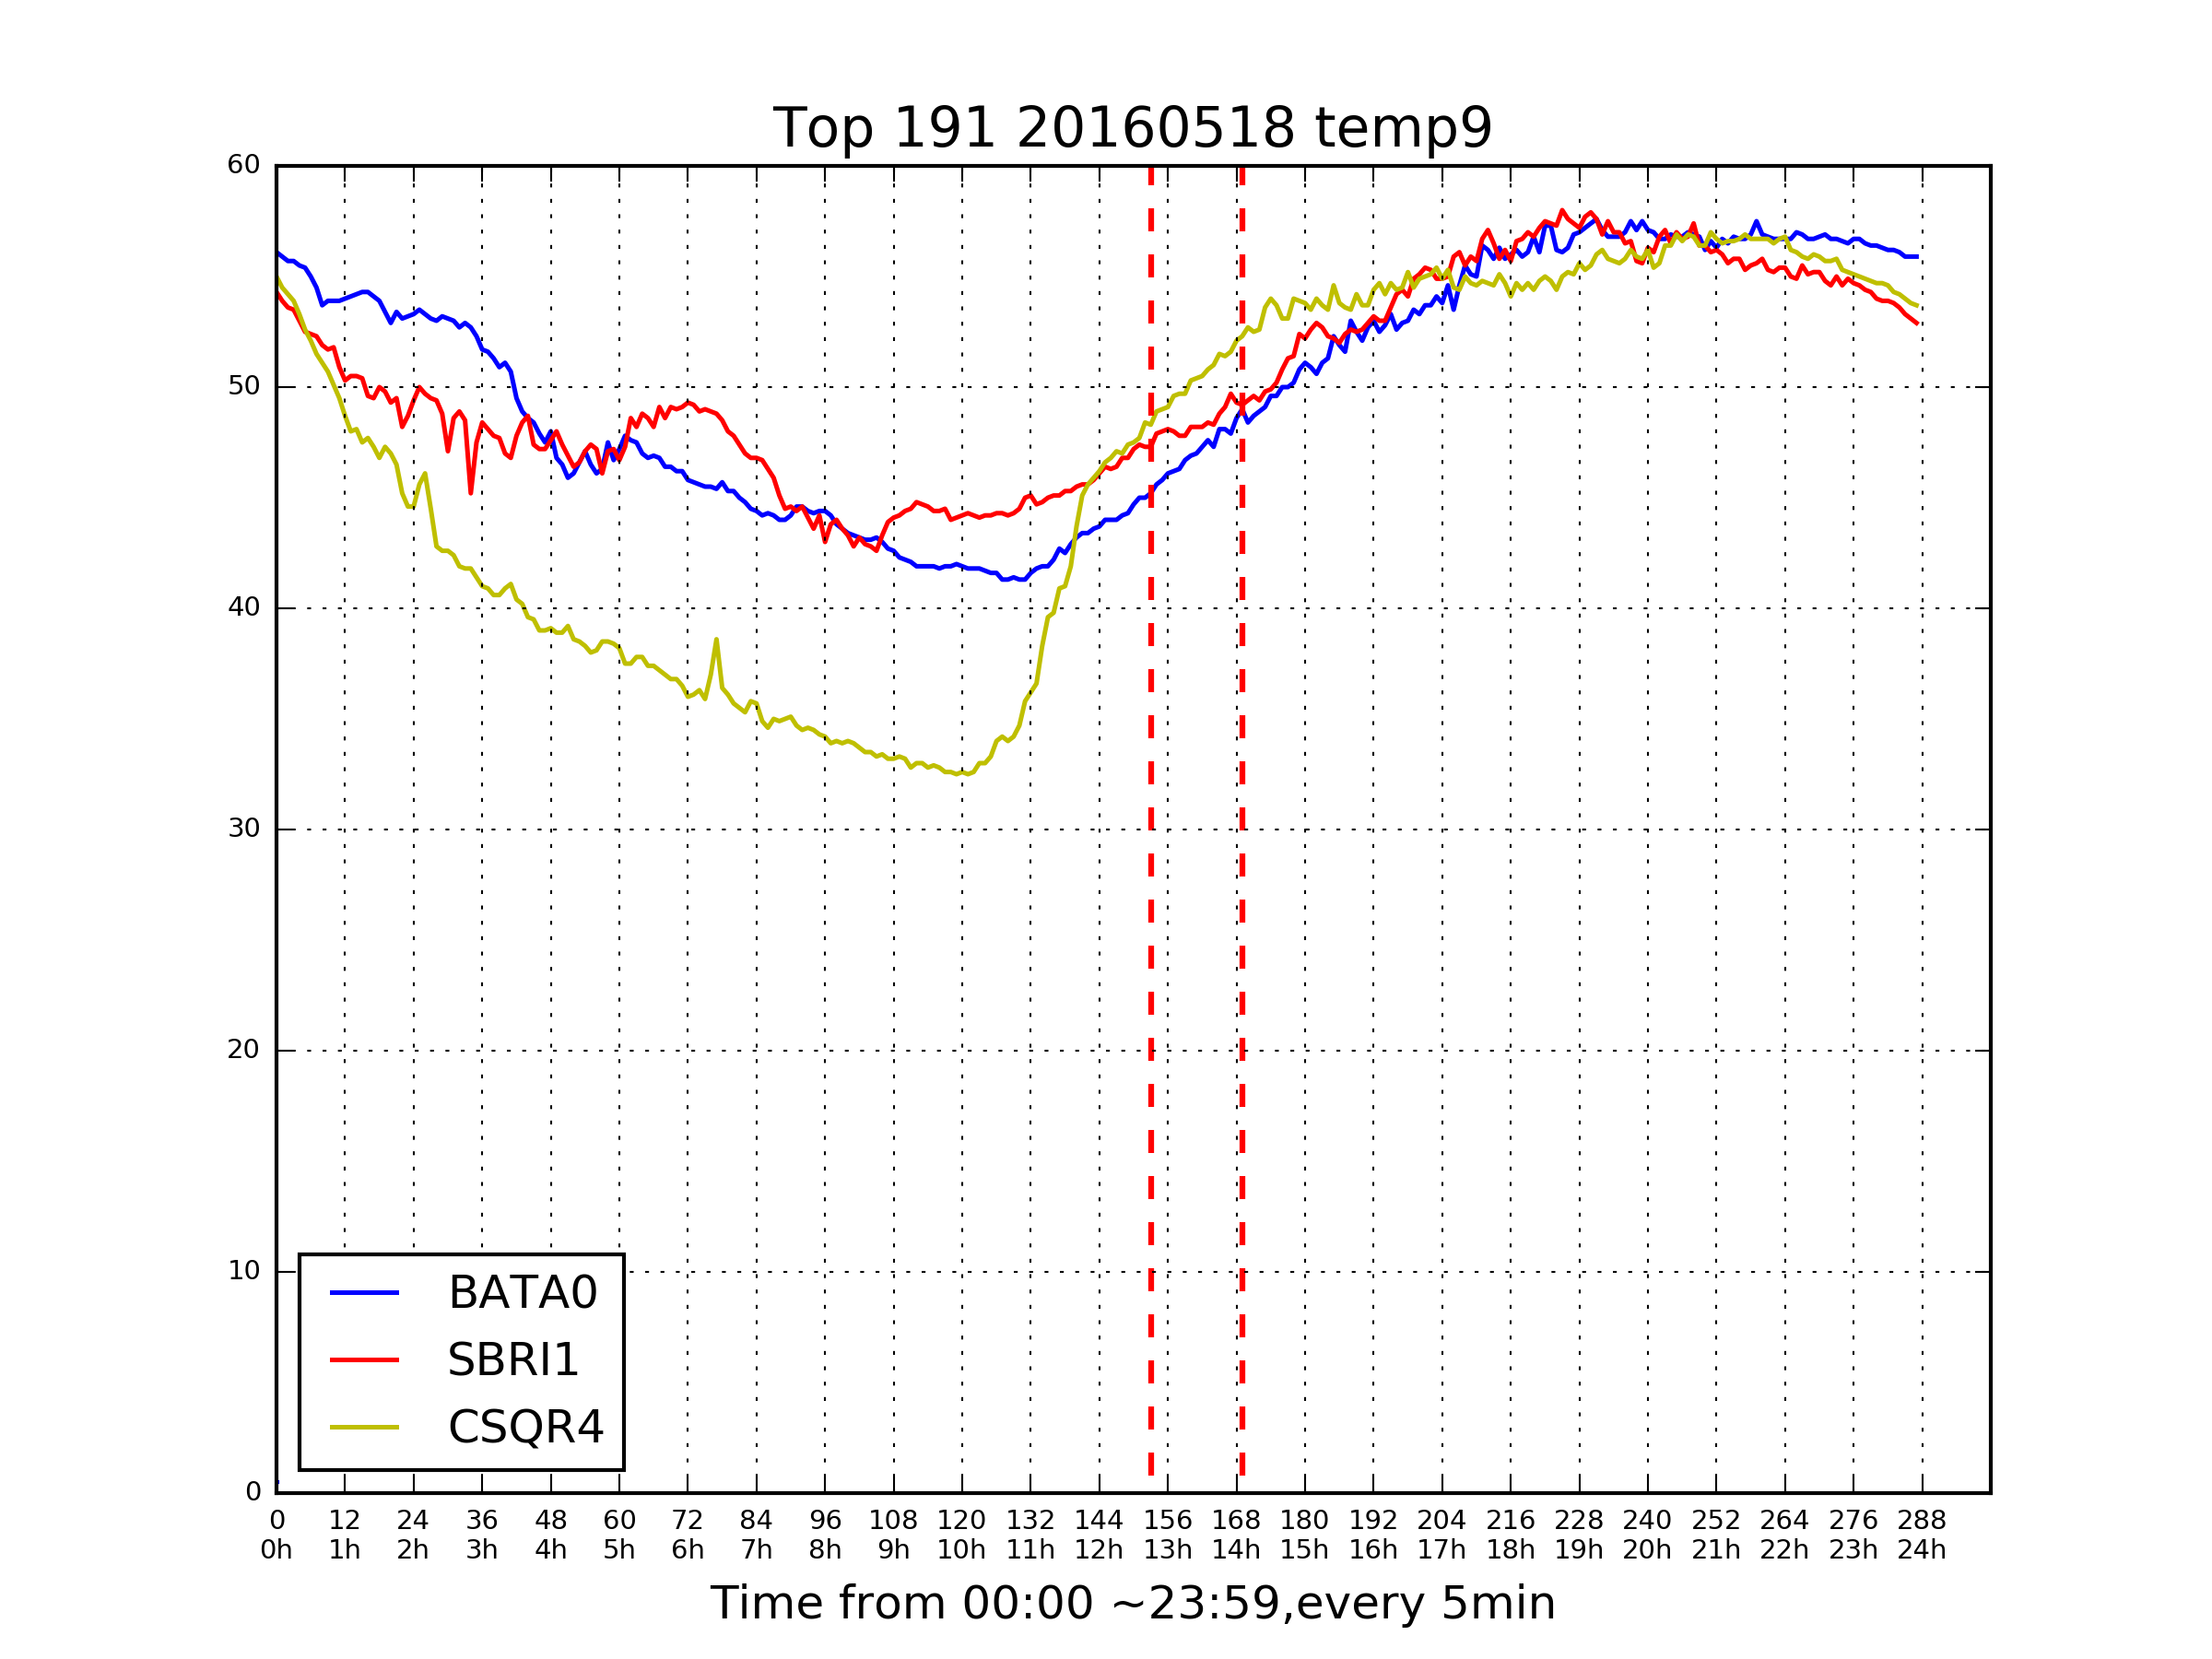 Top 191 20160518 temp9
60
50
40
30
20
10
0
BATA0
SBRI1
CSQR4
0 12 24 36 48 60 72 84 96 108 120 132 144 156 168 180 192 204 216 228 240 252 264 276 288
0h 1h 2h 3h 4h 5h 6h 7h 8h 9h 10h 11h 12h 13h 14h 15h 16h 17h 18h 19h 20h 21h 22h 23h 24h
Time from 00:00 ~23:59,every 5min